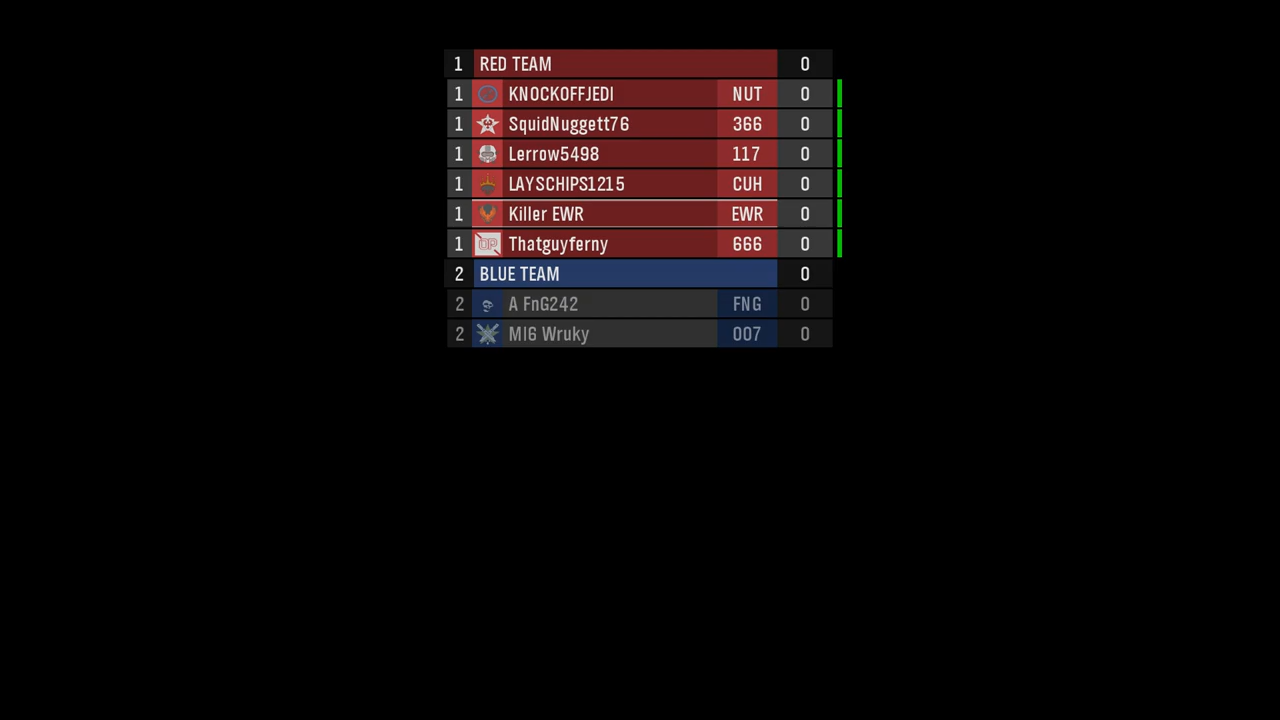 1 RED TEAM 0
1 KNOCKOFFJEDI NUT 0
1 SquidNuggett76 366 0
1 Lerrow5498 117 0
1 LAYSCHIPS1215 CUH 0
1 Killer EWR EWR 0
1 OP Thatguyferny 666 0
2 BLUE TEAM 0
2 A FnG242 FNG 0
2 MI6 Wruky 007 0